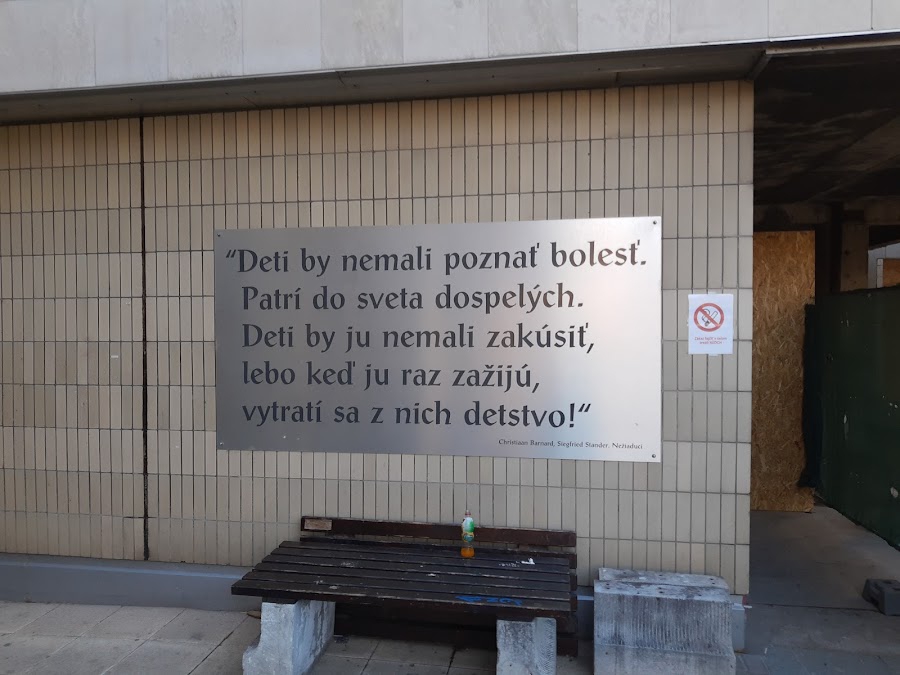 “Deti by nemali poznať bolesť.
Patrí do sveta dospelých.
Deti by ju nemali zakúsiť,
lebo keď ju raz zažijú,
vytratí sa z nich detstvo!“
Christiaan Barnard, Siegfried Stander, Nežiaduci